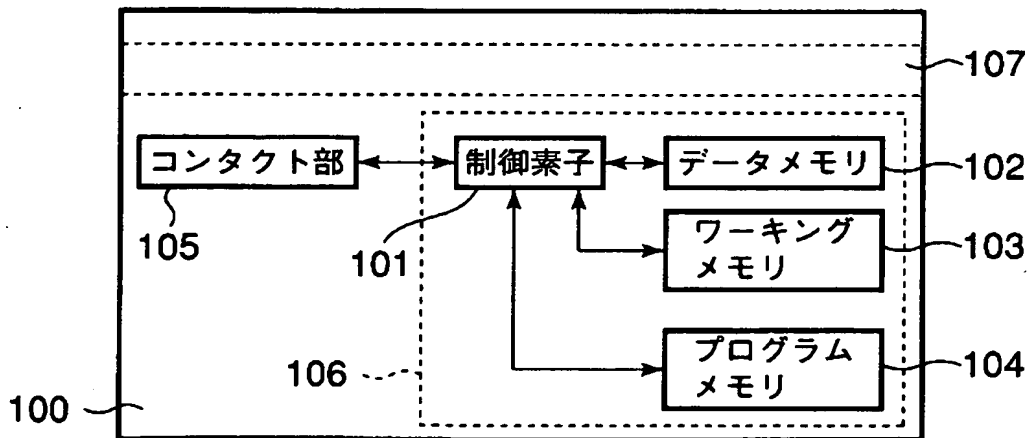 107
コンタクト部
制御素子
データメモリ
102
105
101
ワーキング
メモリ
103
106
プログラム
メモリ
104
100